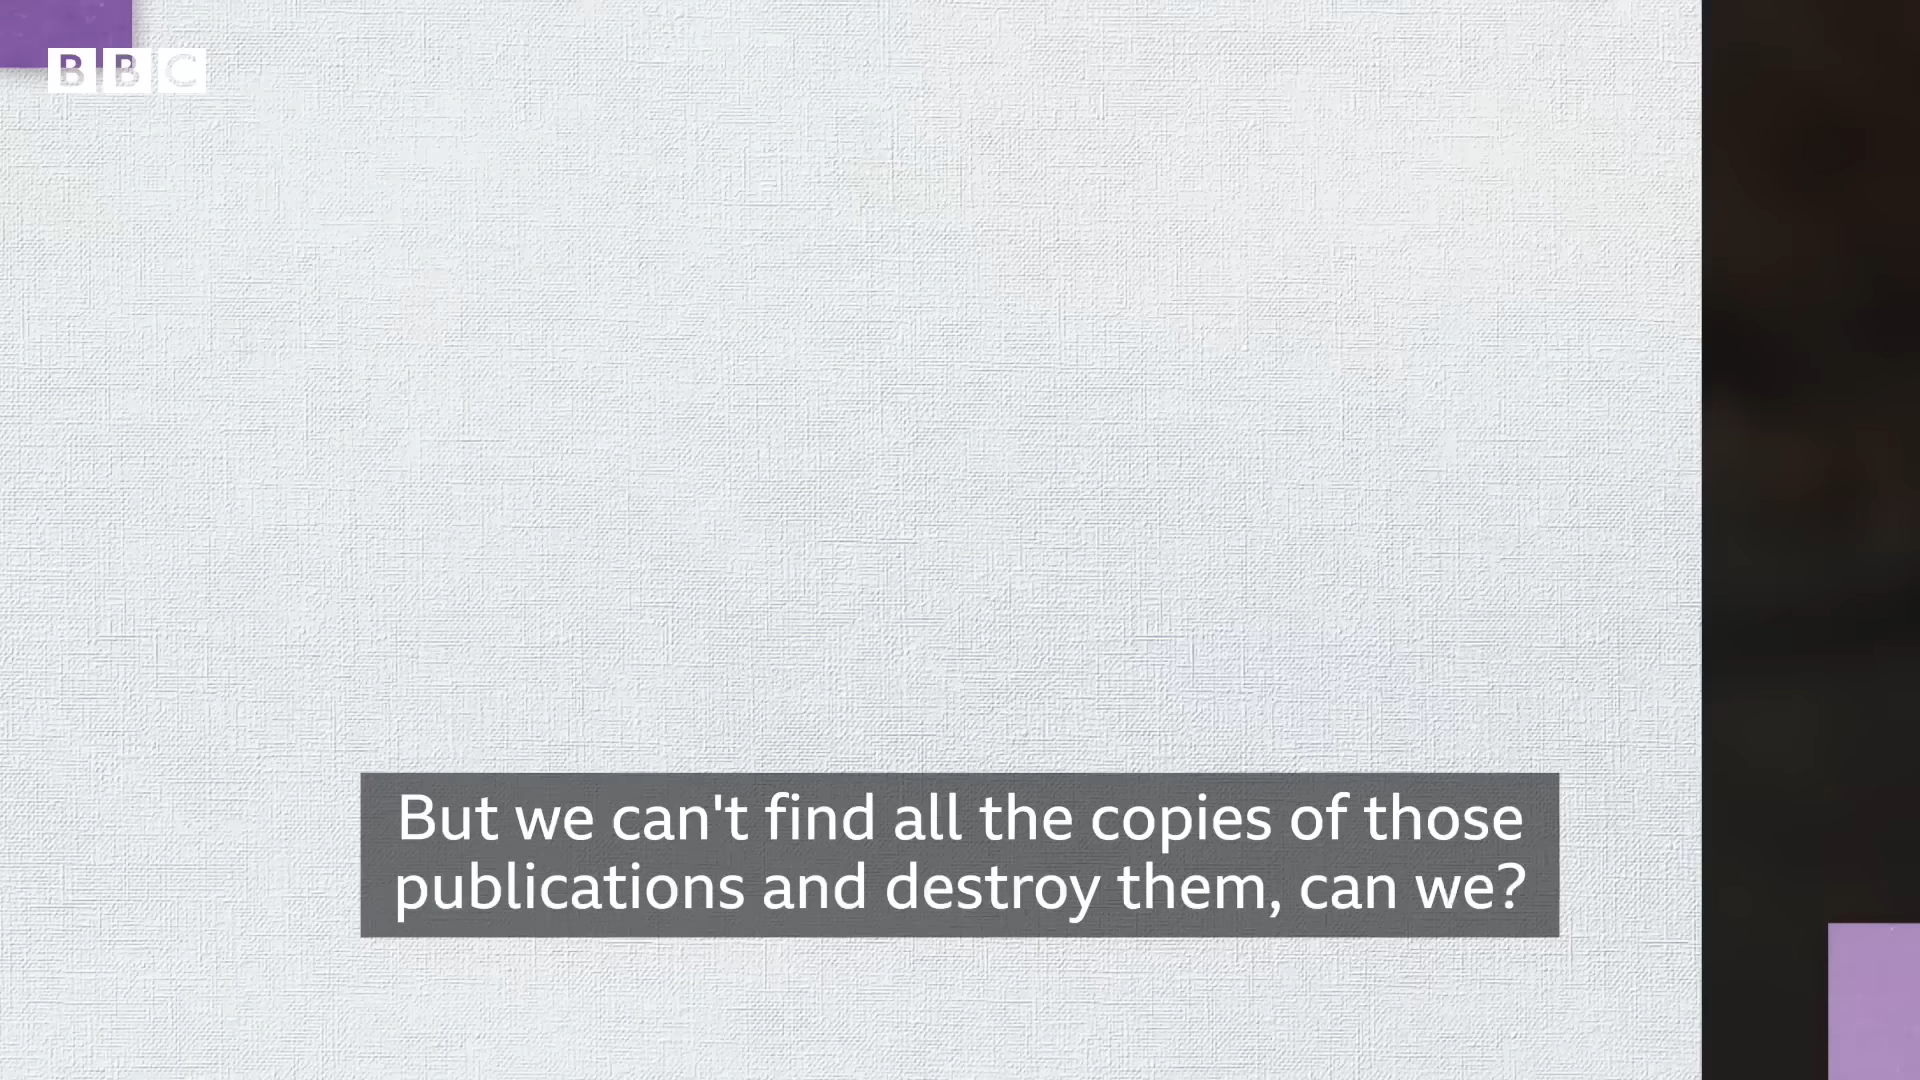 BBC
But we can't find all the copies of those
publications and destroy them, can we?